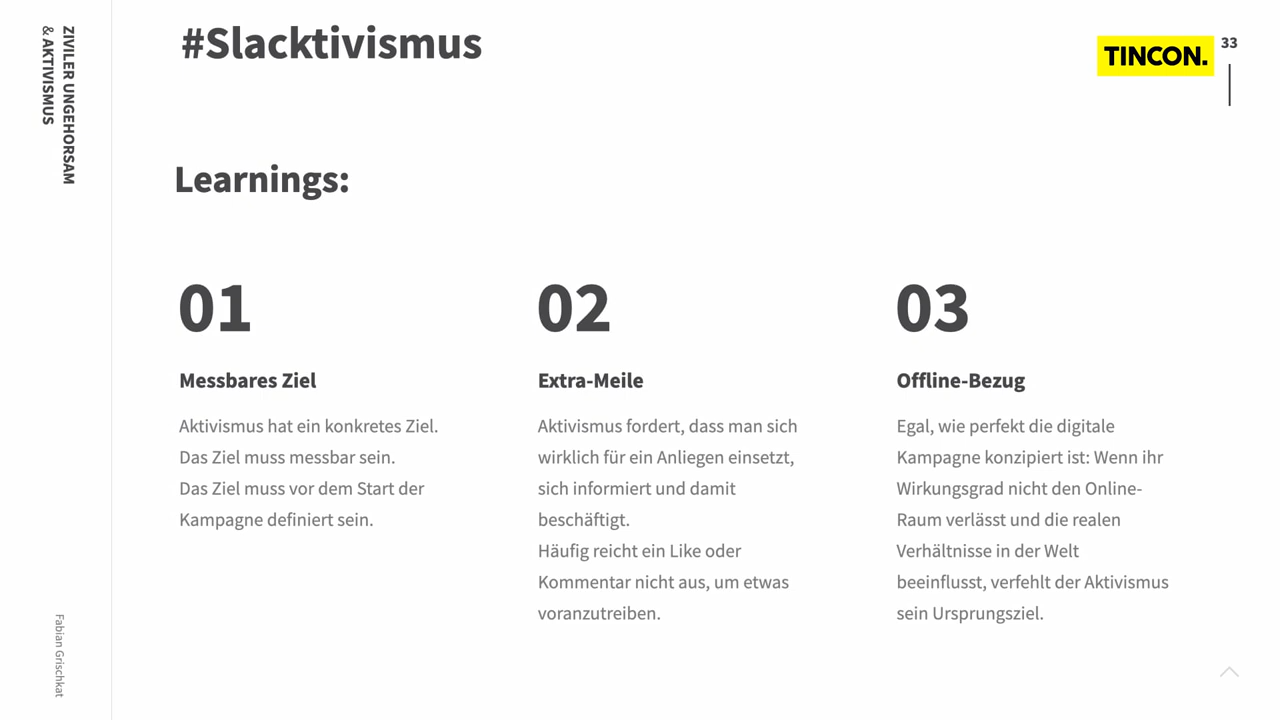 ZIVILER UNGEHORSAM
& AKTIVISMUS
#Slacktivismus
TINCON.
33
Learnings:
01
Messbares Ziel
Aktivismus hat ein konkretes Ziel.
Das Ziel muss messbar sein.
Das Ziel muss vor dem Start der
Kampagne definiert sein.
02
Extra-Meile
Aktivismus fordert, dass man sich
wirklich für ein Anliegen einsetzt,
sich informiert und damit
beschäftigt.
Häufig reicht ein Like oder
Kommentar nicht aus, um etwas
voranzutreiben.
03
Offline-Bezug
Egal, wie perfekt die digitale
Kampagne konzipiert ist: Wenn ihr
Wirkungsgrad nicht den Online-
Raum verlässt und die realen
Verhältnisse in der Welt
beeinflusst, verfehlt der Aktivismus
sein Ursprungsziel.
Fabian Grischkat